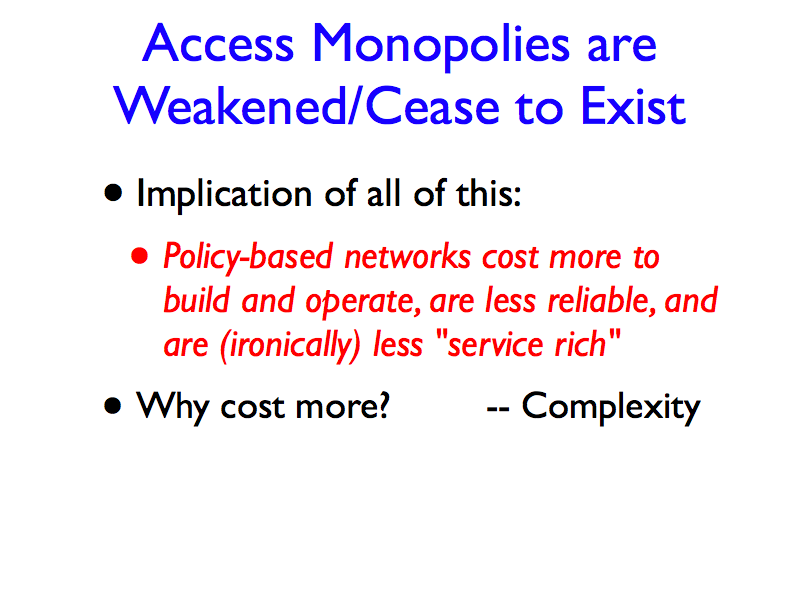 Access Monopolies are
Weakened/Cease to Exist
• Implication of all of this:
• Policy-based networks cost more to
build and operate, are less reliable, and
are (ironically) less "service rich"
• Why cost more? -- Complexity